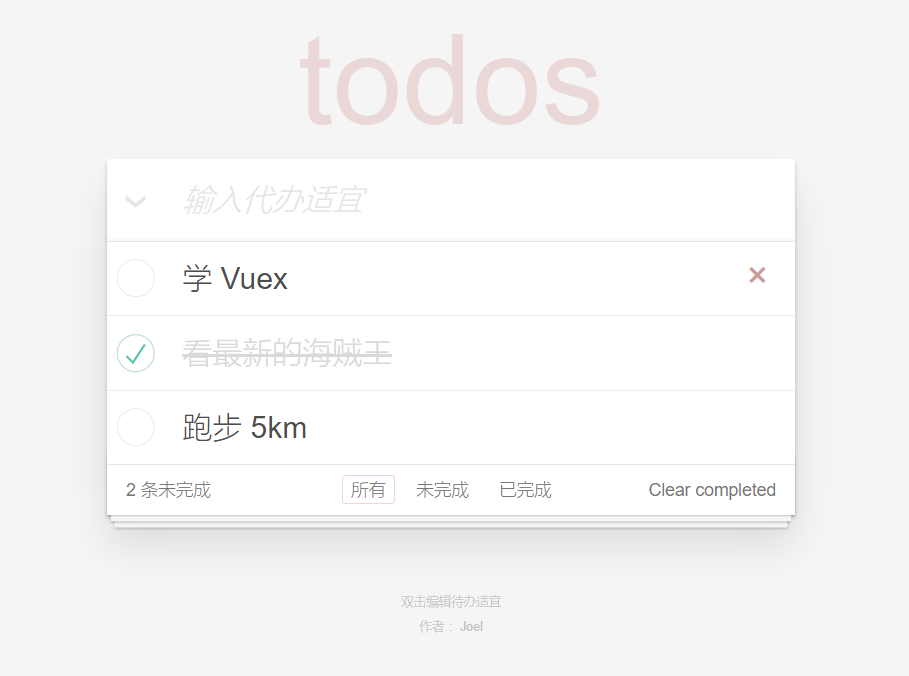 todos
输入代办适宜
学 Vuex
看最新的海贼王
跑步 5km
2 条未完成 所有 未完成 已完成 Clear completed
双击编辑待办适宜
作者： Joel